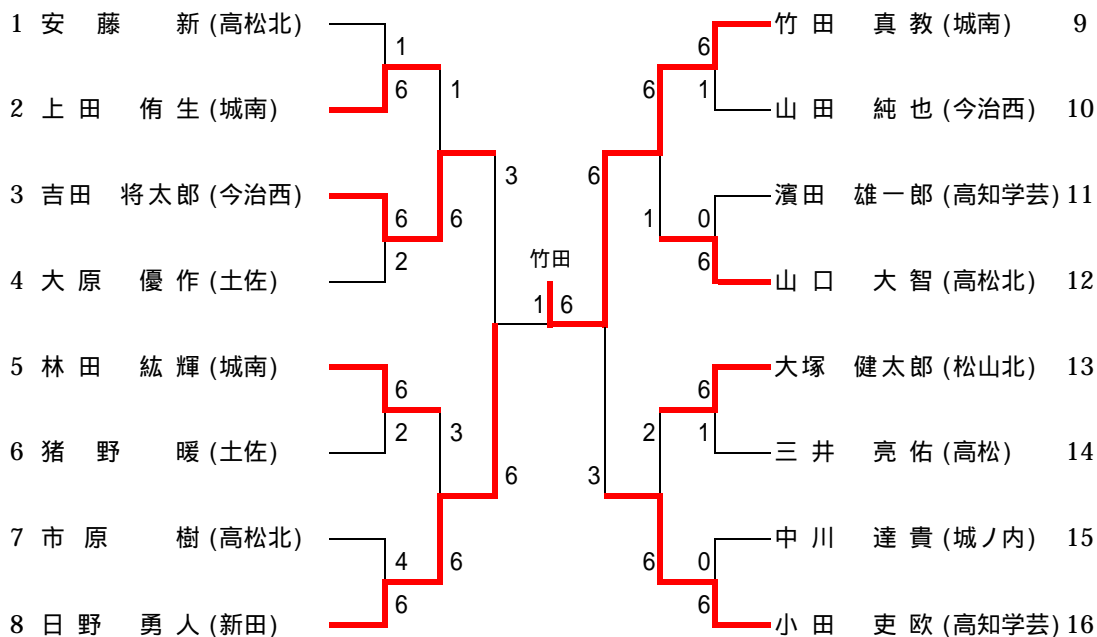 1 安 藤 新 (高松北)
1
6
2 上 田 侑 生 (城南)
1
3 吉 田 将太郎 (今治西)
6
2
6
4 大 原 優 作 (土佐)
3
5 林 田 紘 輝 (城南)
6
2
3
6 猪 野 暖 (土佐)
6
7 市 原 樹 (高松北)
4
6
6
8 日 野 勇 人 (新田)
竹田
1 6
竹 田 真 教 (城南) 9
6
1
6
山 田 純 也 (今治西) 10
6
濱 田 雄一郎 (高知学芸) 11
1
0
6
山 口 大 智 (高松北) 12
大 塚 健太郎 (松山北) 13
6
1
2
三 井 亮 佑 (高松) 14
3
中 川 達 貴 (城ノ内) 15
6
0
6
小 田 吏 欧 (高知学芸) 16